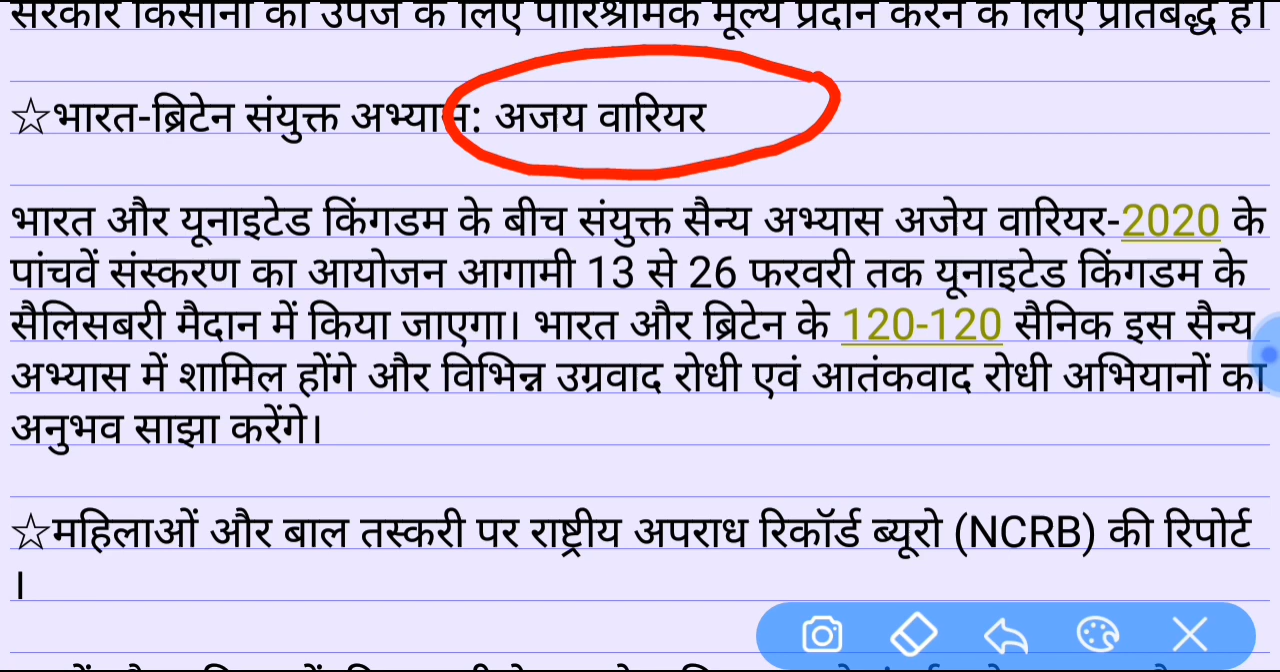 सरकार किसानों को उपज के लिए पारिश्रमिक मूल्य प्रदान करने के लिए प्रतिबद्ध है।
☆भारत-ब्रिटेन संयुक्त अभ्यास: अजय वारियर
भारत और यूनाइटेड किंगडम के बीच संयुक्त सैन्य अभ्यास अजेय वारियर-2020 के
पांचवें संस्करण का आयोजन आगामी 13 से 26 फरवरी तक यूनाइटेड किंगडम के
सैलिसबरी मैदान में किया जाएगा। भारत और ब्रिटेन के 120-120 सैनिक इस सैन्य
अभ्यास में शामिल होंगे और विभिन्न उग्रवाद रोधी एवं आतंकवाद रोधी अभियानों का
अनुभव साझा करेंगे।
☆महिलाओं और बाल तस्करी पर राष्ट्रीय अपराध रिकॉर्ड ब्यूरो (NCRB) की रिपोर्ट
।